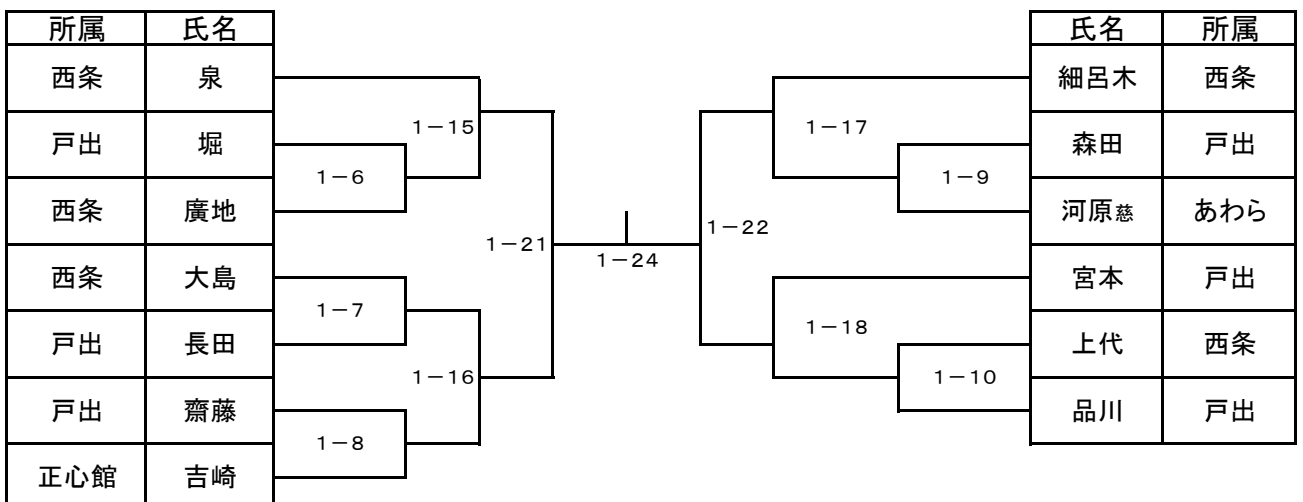 所属 氏名 氏名 所属
西条 泉 細呂木 西条
1－15 1－17
戸出 堀 森田 戸出
1－6 1－9
西条 廣地 河原慈 あわら
1－21 1－24 1－22
西条 大島 宮本 戸出
1－7 1－18
戸出 長田 上代 西条
1－16 1－10
戸出 齋藤 品川 戸出
1－8
正心館 吉崎